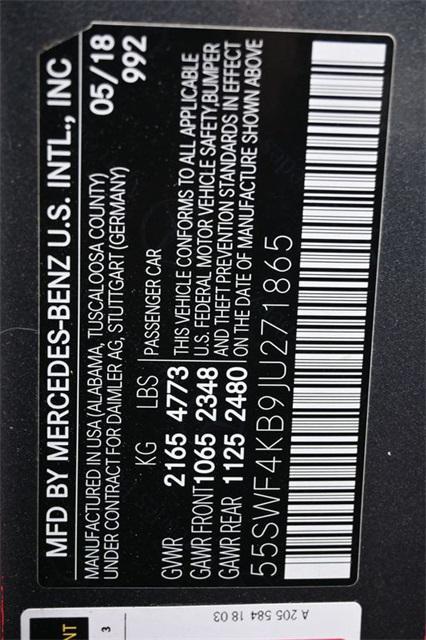 MFD BY MERCEDES-BENZ U.S. INTL., INC
MANUFACTURED IN USA (ALABAMA, TUSCALOOSA COUNTY)
UNDER CONTRACT FOR DAIMLER AG, STUTTGART (GERMANY)
05/18
992
KG LBS
GVWR 2165 4773
GAWR FRONT 1065 2348
GAWR REAR 1125 2480
PASSENGER CAR
THIS VEHICLE CONFORMS TO ALL APPLICABLE
U.S. FEDERAL MOTOR VEHICLE SAFETY,BUMPER
AND THEFT PREVENTION STANDARDS IN EFFECT
ON THE DATE OF MANUFACTURE SHOWN ABOVE
55SWF4KB9JU271865
A 205 584 18 03
NT
3